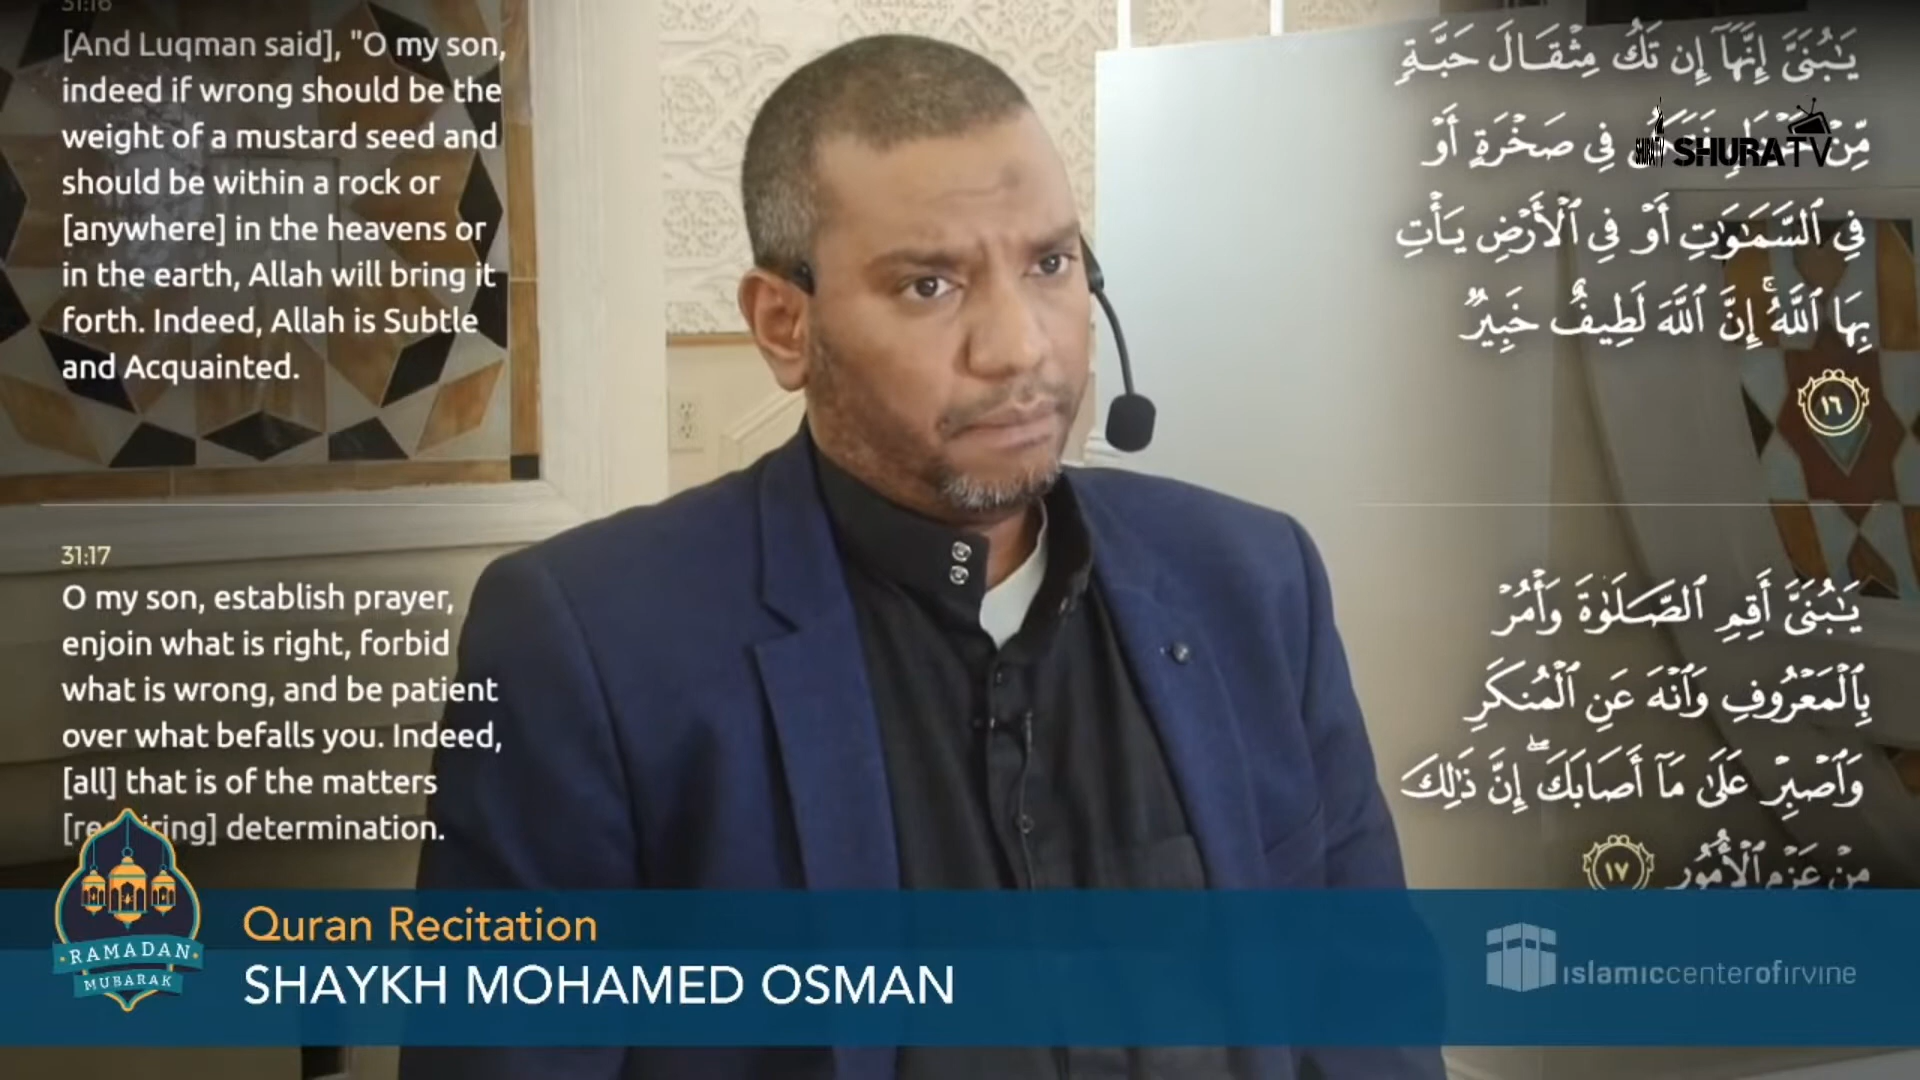 31:16
[And Luqman said], "O my son,
indeed if wrong should be the
weight of a mustard seed and
should be within a rock or
[anywhere] in the heavens or
in the earth, Allah will bring it
forth. Indeed, Allah is Subtle
and Acquainted.
يَـٰبُنَىَّ إِنَّهَآ إِن تَكُ مِثْقَالَ حَبَّةٍ
مِّنْ فِى صَخْرَةٍ أَوْ
فِى ٱلسَّمَـٰوَٰتِ أَوْ فِى ٱلْأَرْضِ يَأْتِ
بِهَا ٱللَّهُ ۚ إِنَّ ٱللَّهَ لَطِيفٌ خَبِيرٌ
١٦
SHURATV
31:17
O my son, establish prayer,
enjoin what is right, forbid
what is wrong, and be patient
over what befalls you. Indeed,
[all] that is of the matters
determination.
يَـٰبُنَىَّ أَقِمِ ٱلصَّلَوٰةَ وَأْمُرْ
بِٱلْمَعْرُوفِ وَٱنْهَ عَنِ ٱلْمُنكَرِ
وَٱصْبِرْ عَلَىٰ مَآ أَصَابَكَ ۖ إِنَّ ذَٰلِكَ
مِنْ عَزْمِ ٱلْأُمُورِ ١٧
RAMADAN
MUBARAK
Quran Recitation
SHAYKH MOHAMED OSMAN
islamiccenterofirvine